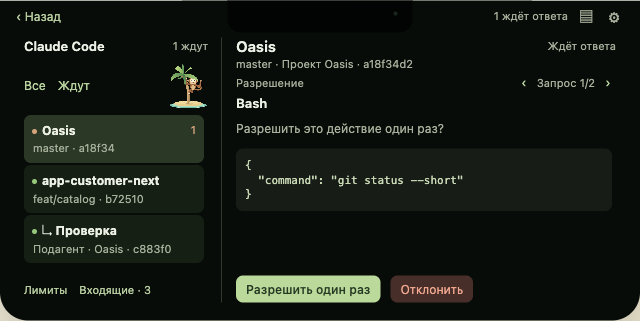 ‹ Назад
1 ждёт ответа
Claude Code
1 ждут
Все Ждут
Oasis 1
master · a18f34
app-customer-next
feat/catalog · b72510
Проверка
Подагент · Oasis · c883f0
Лимиты Входящие · 3
Oasis
Ждёт ответа
master · Проект Oasis · a18f34d2
Разрешение
‹ Запрос 1/2 ›
Bash
Разрешить это действие один раз?
{
"command": "git status --short"
}
Разрешить один раз
Отклонить